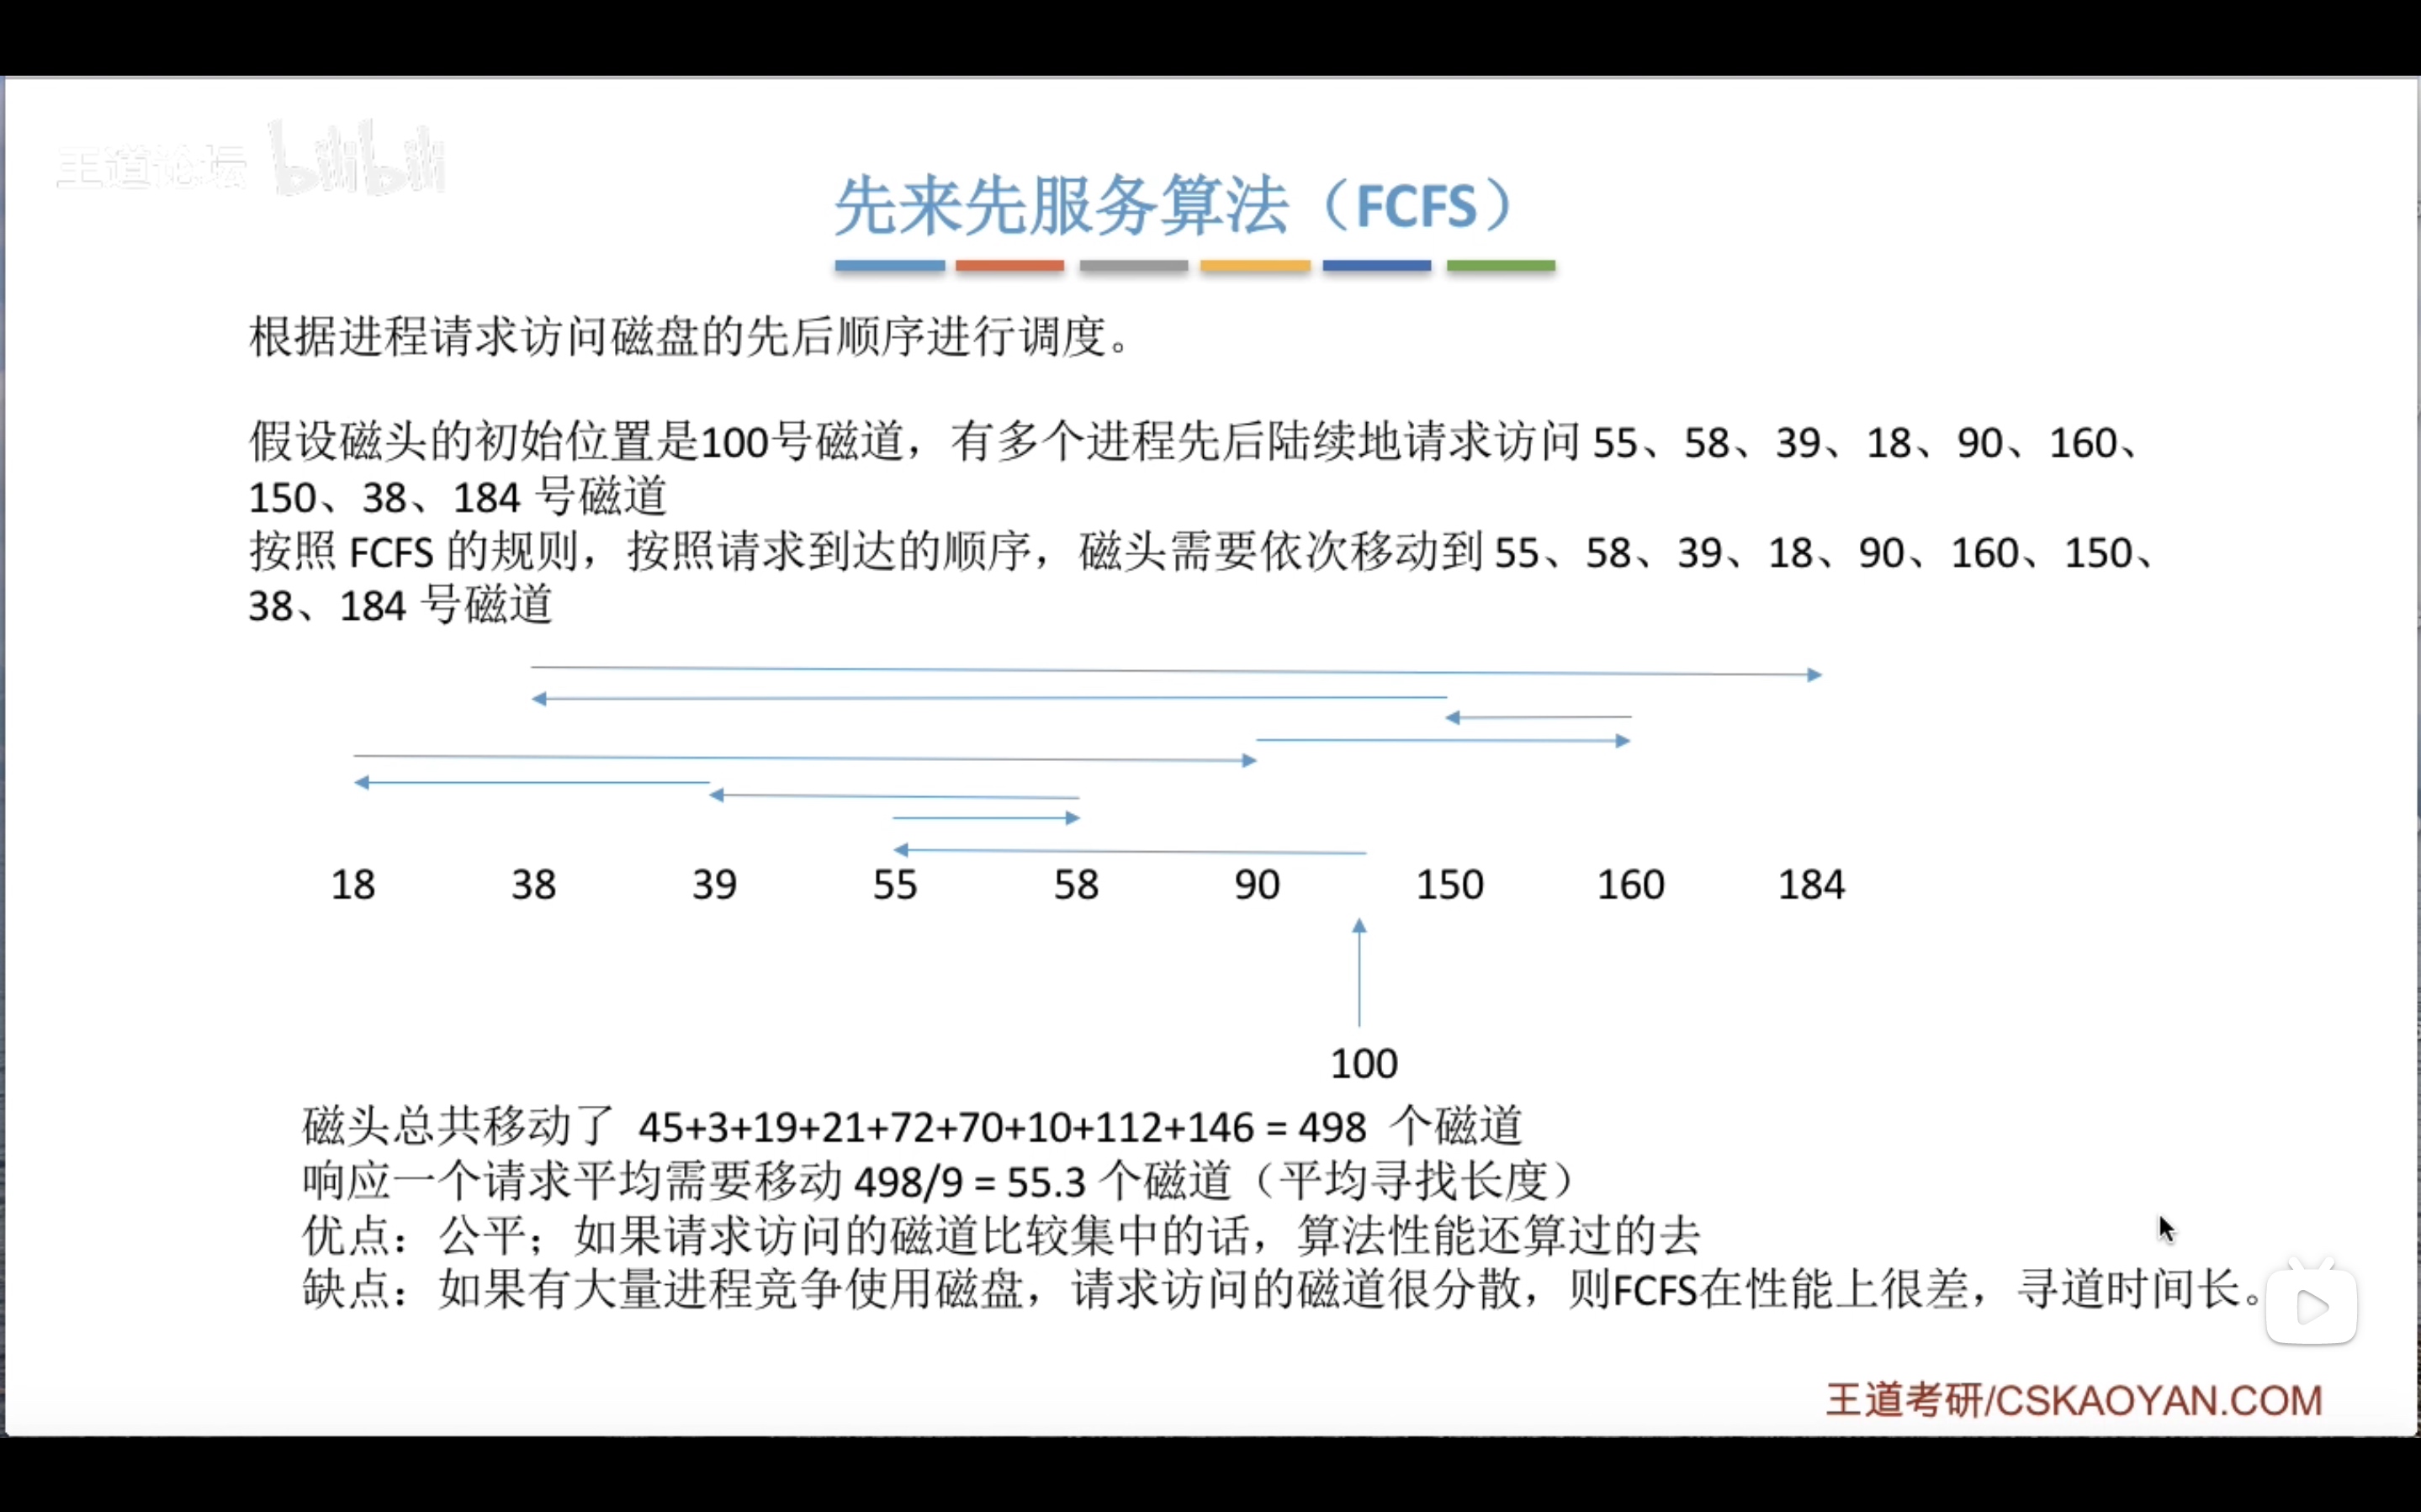 王道论坛 bilibili
先来先服务算法（FCFS）
根据进程请求访问磁盘的先后顺序进行调度。
假设磁头的初始位置是100号磁道，有多个进程先后陆续地请求访问 55、58、39、18、90、160、
150、38、184 号磁道
按照 FCFS 的规则，按照请求到达的顺序，磁头需要依次移动到 55、58、39、18、90、160、150、
38、184 号磁道
18 38 39 55 58 90 150 160 184
100
磁头总共移动了 45+3+19+21+72+70+10+112+146 = 498 个磁道
响应一个请求平均需要移动 498/9 = 55.3 个磁道（平均寻找长度）
优点：公平；如果请求访问的磁道比较集中的话，算法性能还算过的去
缺点：如果有大量进程竞争使用磁盘，请求访问的磁道很分散，则FCFS在性能上很差，寻道时间长。
王道考研/CSKAOYAN.COM